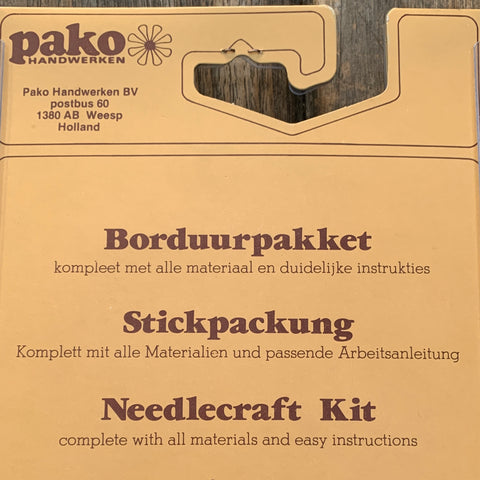 pako
HANDWERKEN
Pako Handwerken BV
postbus 60
1380 AB Weesp
Holland
Borduurpakket
kompleet met alle materiaal en duidelijke instrukties
Stickpackung
Komplett mit alle Materialien und passende Arbeitsanleitung
Needlecraft Kit
complete with all materials and easy instructions